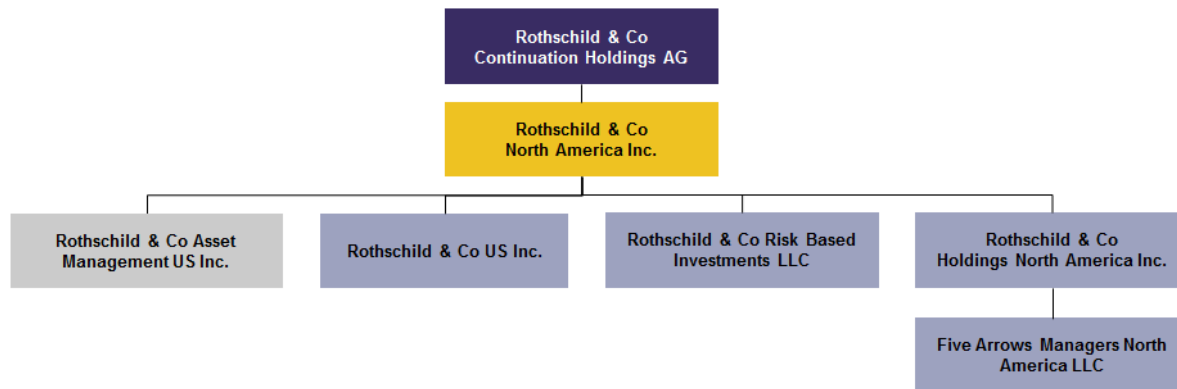 Rothschild & Co
Continuation Holdings AG
Rothschild & Co
North America Inc.
Rothschild & Co Asset
Management US Inc.
Rothschild & Co US Inc.
Rothschild & Co Risk Based
Investments LLC
Rothschild & Co
Holdings North America Inc.
Five Arrows Managers North
America LLC